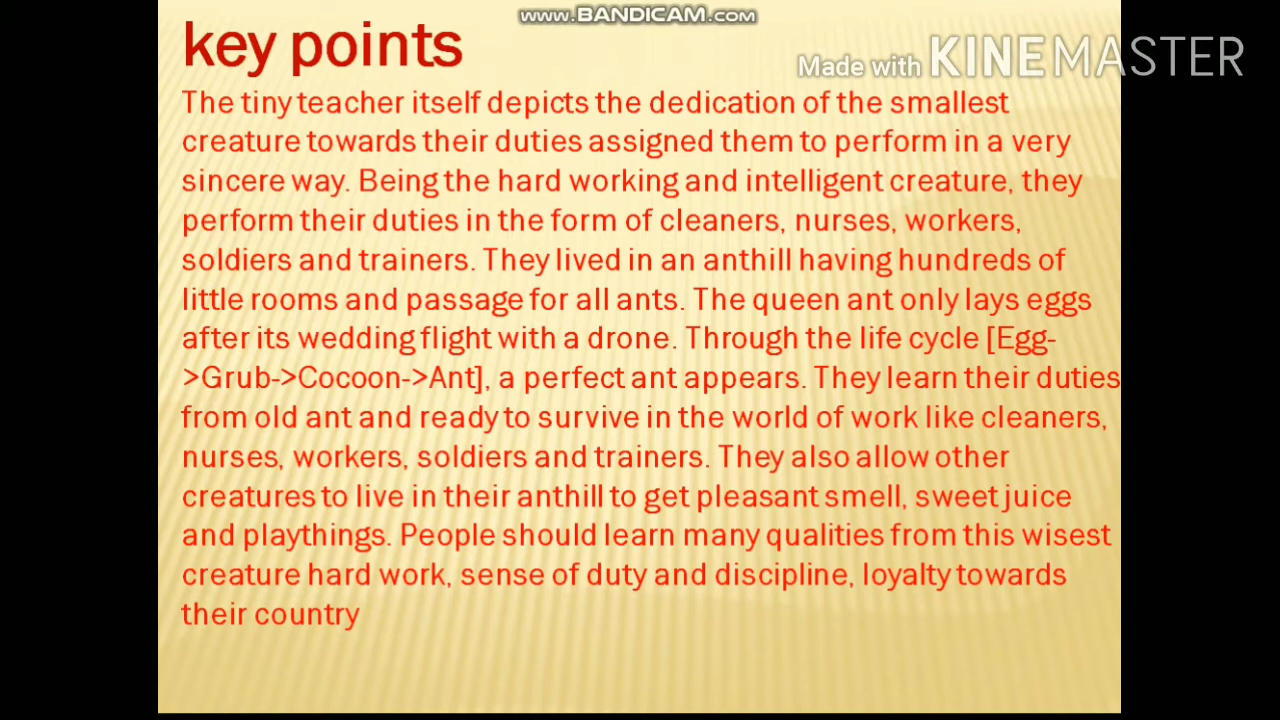 www.BANDICAM.com
key points
Made with KINEMASTER
The tiny teacher itself depicts the dedication of the smallest
creature towards their duties assigned them to perform in a very
sincere way. Being the hard working and intelligent creature, they
perform their duties in the form of cleaners, nurses, workers,
soldiers and trainers. They lived in an anthill having hundreds of
little rooms and passage for all ants. The queen ant only lays eggs
after its wedding flight with a drone. Through the life cycle [Egg-
>Grub->Cocoon->Ant], a perfect ant appears. They learn their duties
from old ant and ready to survive in the world of work like cleaners,
nurses, workers, soldiers and trainers. They also allow other
creatures to live in their anthill to get pleasant smell, sweet juice
and playthings. People should learn many qualities from this wisest
creature hard work, sense of duty and discipline, loyalty towards
their country